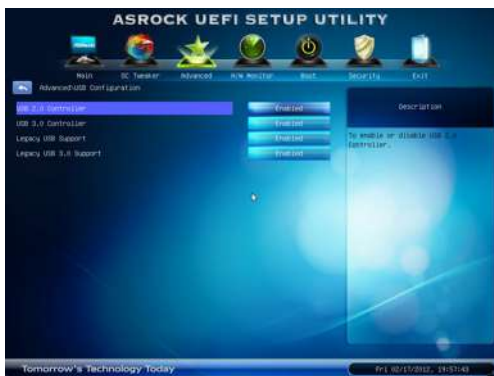 ASROCK UEFI SETUP UTILITY
Main OC Tweaker Advanced H/W Monitor Boot Security Exit
Advanced\USB Configuration
USB 2.0 Controller Enabled
USB 3.0 Controller Enabled
Legacy USB Support Enabled
Legacy USB 3.0 Support Enabled
Description
To enable or disable USB 2.0
Controller.
Tomorrow's Technology Today
Fri 02/17/2012, 19:57:43